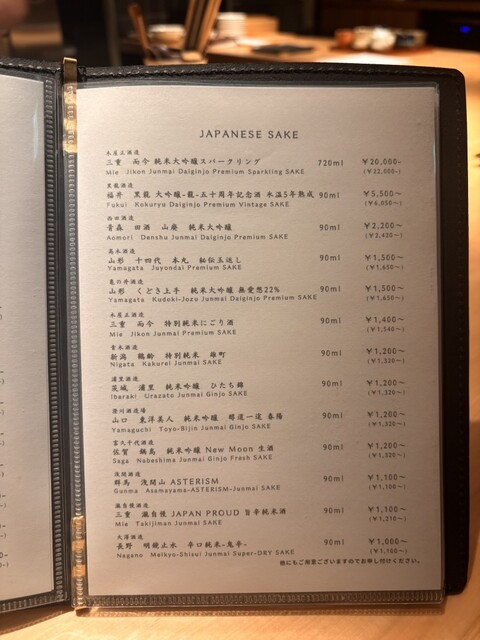 JAPANESE SAKE
木屋正酒造
三重 而今 純米大吟醸スパークリング 720ml ￥20,000-
Mie Jikon Junmai Daiginjo Premium Sparkling SAKE (￥22,000-)
黒龍酒造
福井 黒龍 大吟醸-龍-五十周年記念酒 氷温5年熟成 90ml ￥5,500～
Fukui Kokuryu Daiginjo Premium Vintage SAKE (￥6,050～)
西田酒造
青森 田酒 山廃 純米大吟醸 90ml ￥2,200～
Aomori Denshu Junmai Daiginjo Premium SAKE (￥2,420～)
高木酒造
山形 十四代 本丸 秘伝玉返し 90ml ￥1,500～
Yamagata Juyondai Premium SAKE (￥1,650～)
亀の井酒造
山形 くどき上手 純米大吟醸 無愛想22% 90ml ￥1,500～
Yamagata Kudoki-Jozu Junmai Daiginjo Premium SAKE (￥1,650～)
木屋正酒造
三重 而今 特別純米にごり酒 90ml ￥1,400～
Mie Jikon Junmai Premium SAKE (￥1,540～)
青木酒造
新潟 鶴齢 特別純米 雄町 90ml ￥1,200～
Nigata Kakurei Junmai SAKE (￥1,320～)
浦里酒造
茨城 浦里 純米吟醸 ひたち錦 90ml ￥1,200～
Ibaraki Urazato Junmai Ginjo SAKE (￥1,320～)
澄川酒造場
山口 東洋美人 純米吟醸 醇道一途 90ml ￥1,200～
Yamaguchi Toyo-Bijin Junmai Ginjo SAKE (￥1,320～)
富久千代酒造
佐賀 鍋島 純米吟醸 New Moon 生酒 90ml ￥1,200～
Saga Nabeshima Junmai Ginjo Fresh SAKE (￥1,320～)
浅間酒造
群馬 浅間山 ASTERISM 90ml ￥1,100～
Gunma Asamayama-ASTERISM-Junmai SAKE (￥1,210～)
瀧自慢酒造
三重 瀧自慢 JAPAN PROUD 旨辛純米酒 90ml ￥1,100～
Mie Takijiman Junmai SAKE (￥1,210～)
大澤酒造
長野 明鏡止水 辛口純米-鬼辛- 90ml ￥1,000～
Nagano Meikyo-Shisui Junmai Super-DRY SAKE (￥1,100～)
他にもご用意ございますのでお申し付けください。